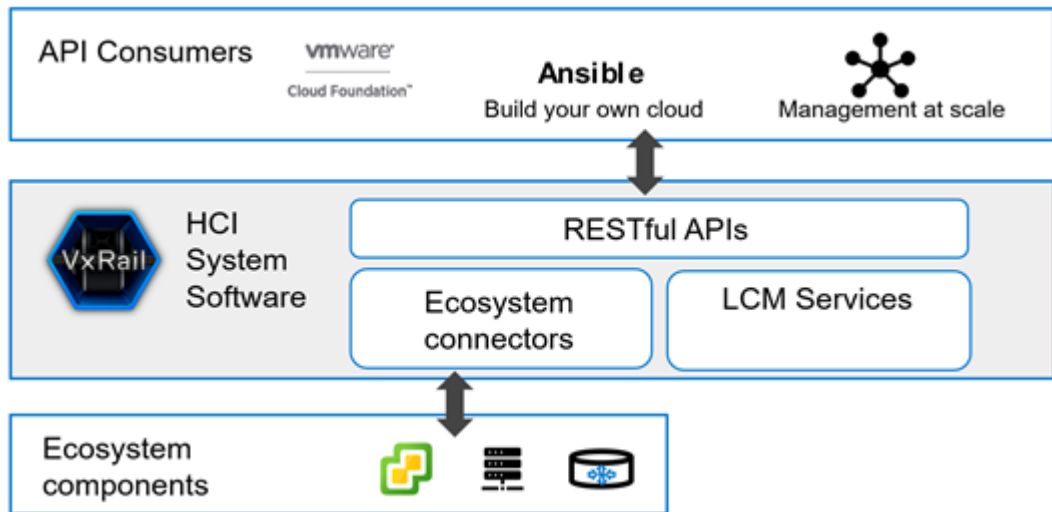 API Consumers
vmware®
Cloud Foundation™
Ansible
Build your own cloud
Management at scale
VxRail
HCI
System
Software
RESTful APIs
Ecosystem
connectors
LCM Services
Ecosystem
components